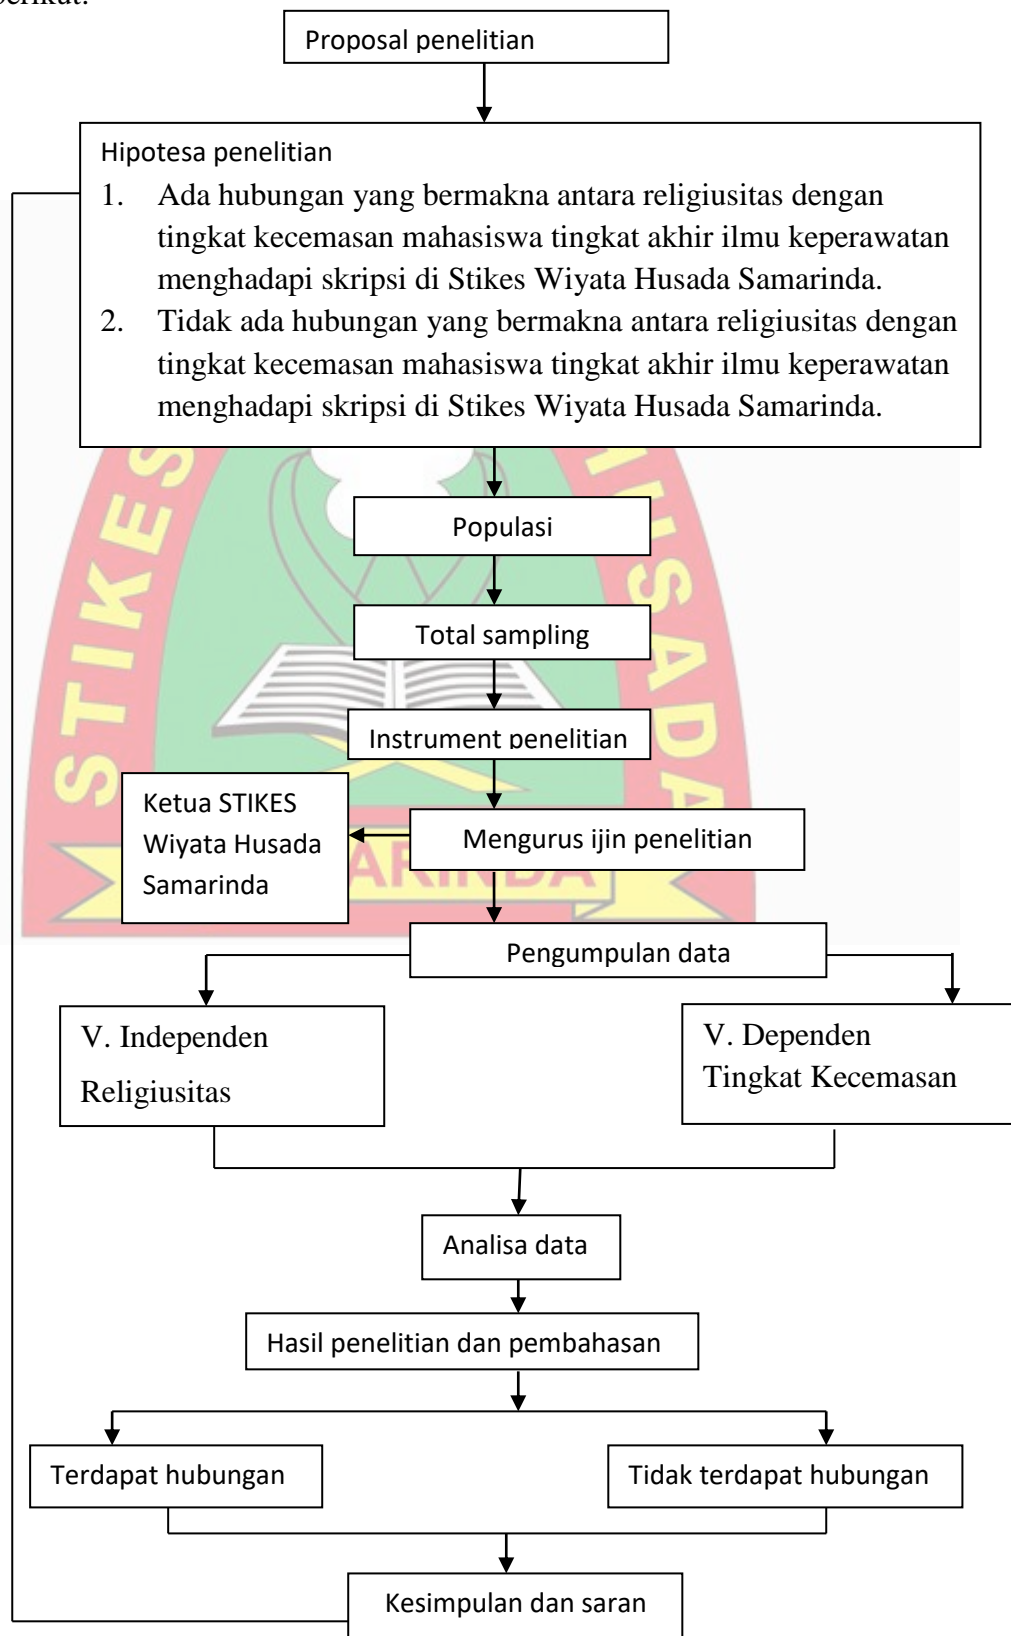 berikut:
Proposal penelitian
Hipotesa penelitian
1. Ada hubungan yang bermakna antara religiusitas dengan
tingkat kecemasan mahasiswa tingkat akhir ilmu keperawatan
menghadapi skripsi di Stikes Wiyata Husada Samarinda.
2. Tidak ada hubungan yang bermakna antara religiusitas dengan
tingkat kecemasan mahasiswa tingkat akhir ilmu keperawatan
menghadapi skripsi di Stikes Wiyata Husada Samarinda.
STIKES
HUSADA
Populasi
Total sampling
Instrument penelitian
Ketua STIKES
Wiyata Husada
Samarinda
Mengurus ijin penelitian
ARINDA
Pengumpulan data
V. Independen
Religiusitas
V. Dependen
Tingkat Kecemasan
Analisa data
Hasil penelitian dan pembahasan
Terdapat hubungan
Tidak terdapat hubungan
Kesimpulan dan saran